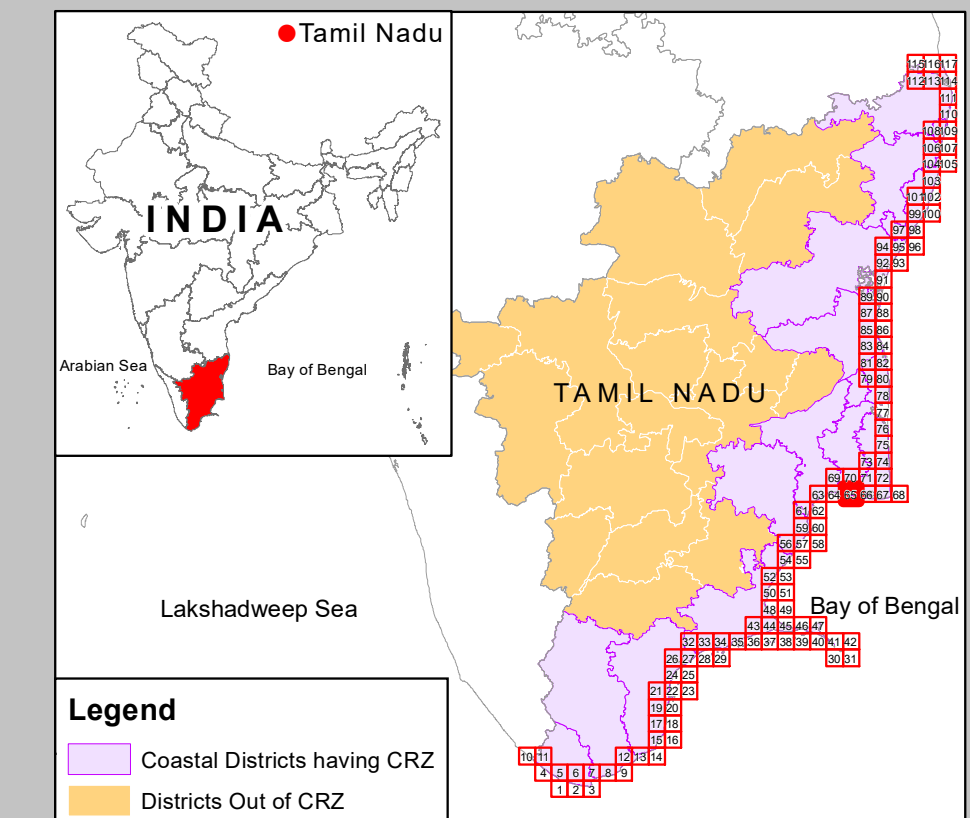 Tamil Nadu
INDIA
Arabian Sea
Bay of Bengal
115 116 117
112 113 114
111
110
108 109
106 107
104 105
103
101 102
99 100
97 98
94 95 96
92 93
91
89 90
87 88
85 86
83 84
81 82
79 80
TAMIL NADU
78
77
76
75
73 74
69 70 71 72
63 64 65 66 67 68
61 62
59 60
56 57 58
54 55
52 53
50 51
48 49
Lakshadweep Sea
Bay of Bengal
43 44 45 46 47
32 33 34 35 36 37 38 39 40 41 42
26 27 28 29
30 31
24 25
21 22 23
19 20
17 18
15 16
10 11
12 13 14
4 5 6 7 8 9
1 2 3
Legend
Coastal Districts having CRZ
Districts Out of CRZ